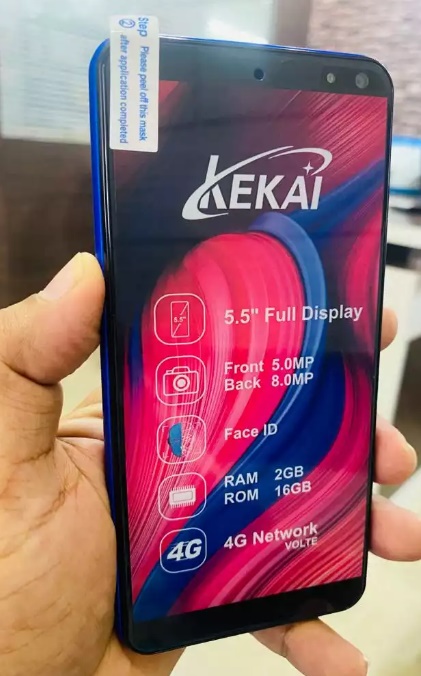 Step Please peel off this mask
② after application completed
KEKAI
5.5"
5.5" Full Display
Front 5.0MP
Back 8.0MP
Face ID
RAM 2GB
ROM 16GB
4G
4G Network
VOLTE